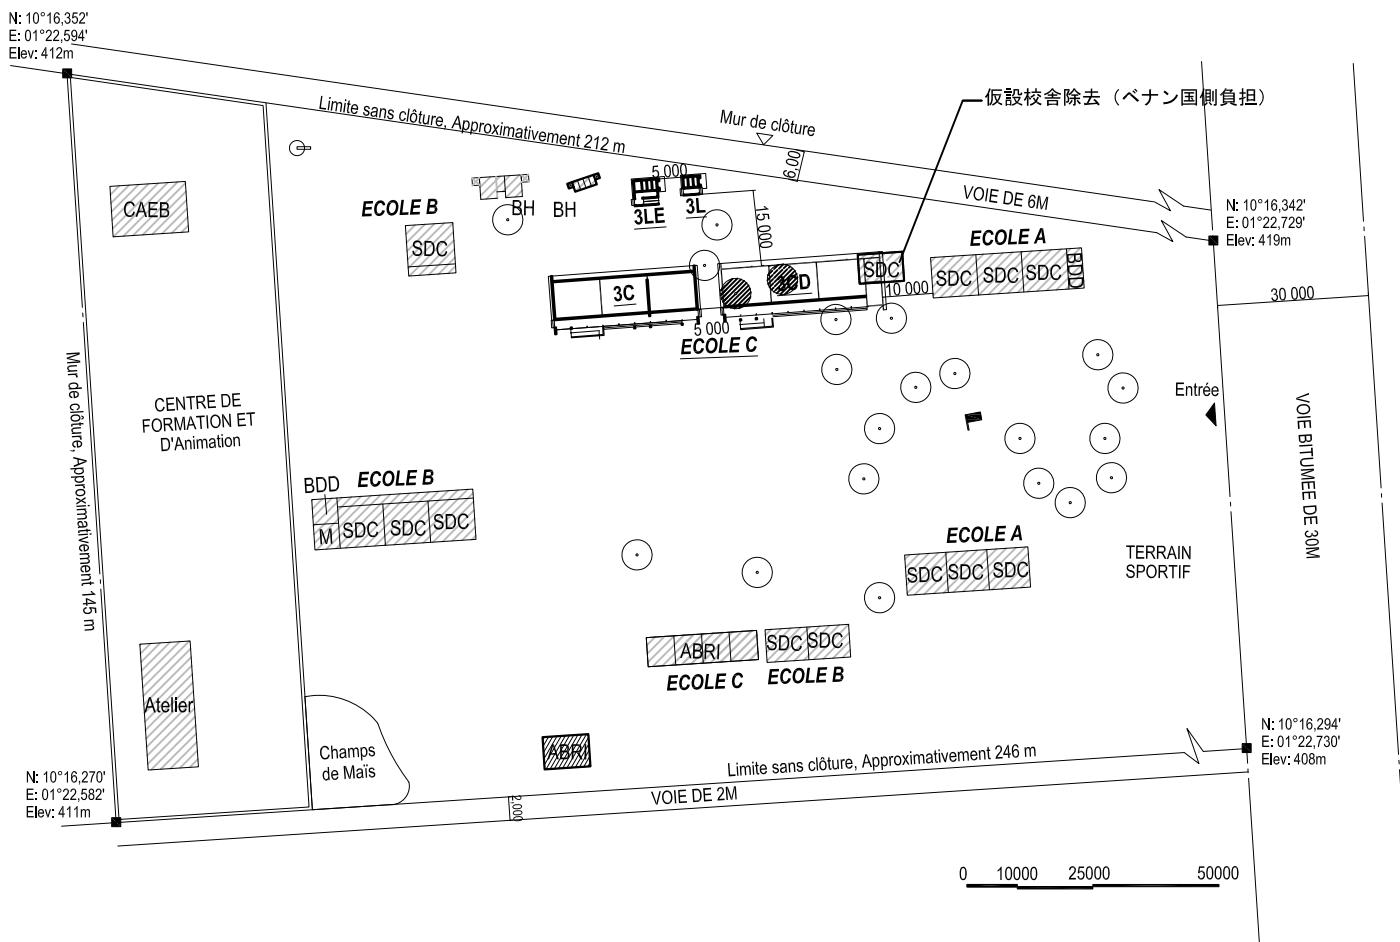 N: 10°16,352'
E: 01°22,594'
Elev: 412m
Limite sans clôture, Approximativement 212 m
Mur de clôture
仮設校舎除去（ベナン国側負担）
6,00
VOIE DE 6M
N: 10°16,342'
E: 01°22,729'
Elev: 419m
CAEB
ECOLE B
SDC
BH
BH
5 000
3LE
3L
15 000
ECOLE A
SDC
SDC
SDC
SDC
BDD
10 000
30 000
3C
3CD
5 000
ECOLE C
Mur de clôture, Approximativement 145 m
CENTRE DE
FORMATION ET
D'Animation
Entrée
VOIE BITUMEE DE 30M
BDD
ECOLE B
M
SDC
SDC
SDC
ECOLE A
SDC
SDC
SDC
TERRAIN
SPORTIF
ABRI
SDC
SDC
ECOLE C
ECOLE B
Atelier
Champs
de Maïs
ABRI
N: 10°16,294'
E: 01°22,730'
Elev: 408m
Limite sans clôture, Approximativement 246 m
N: 10°16,270'
E: 01°22,582'
Elev: 411m
2,000
VOIE DE 2M
0 10000 25000 50000